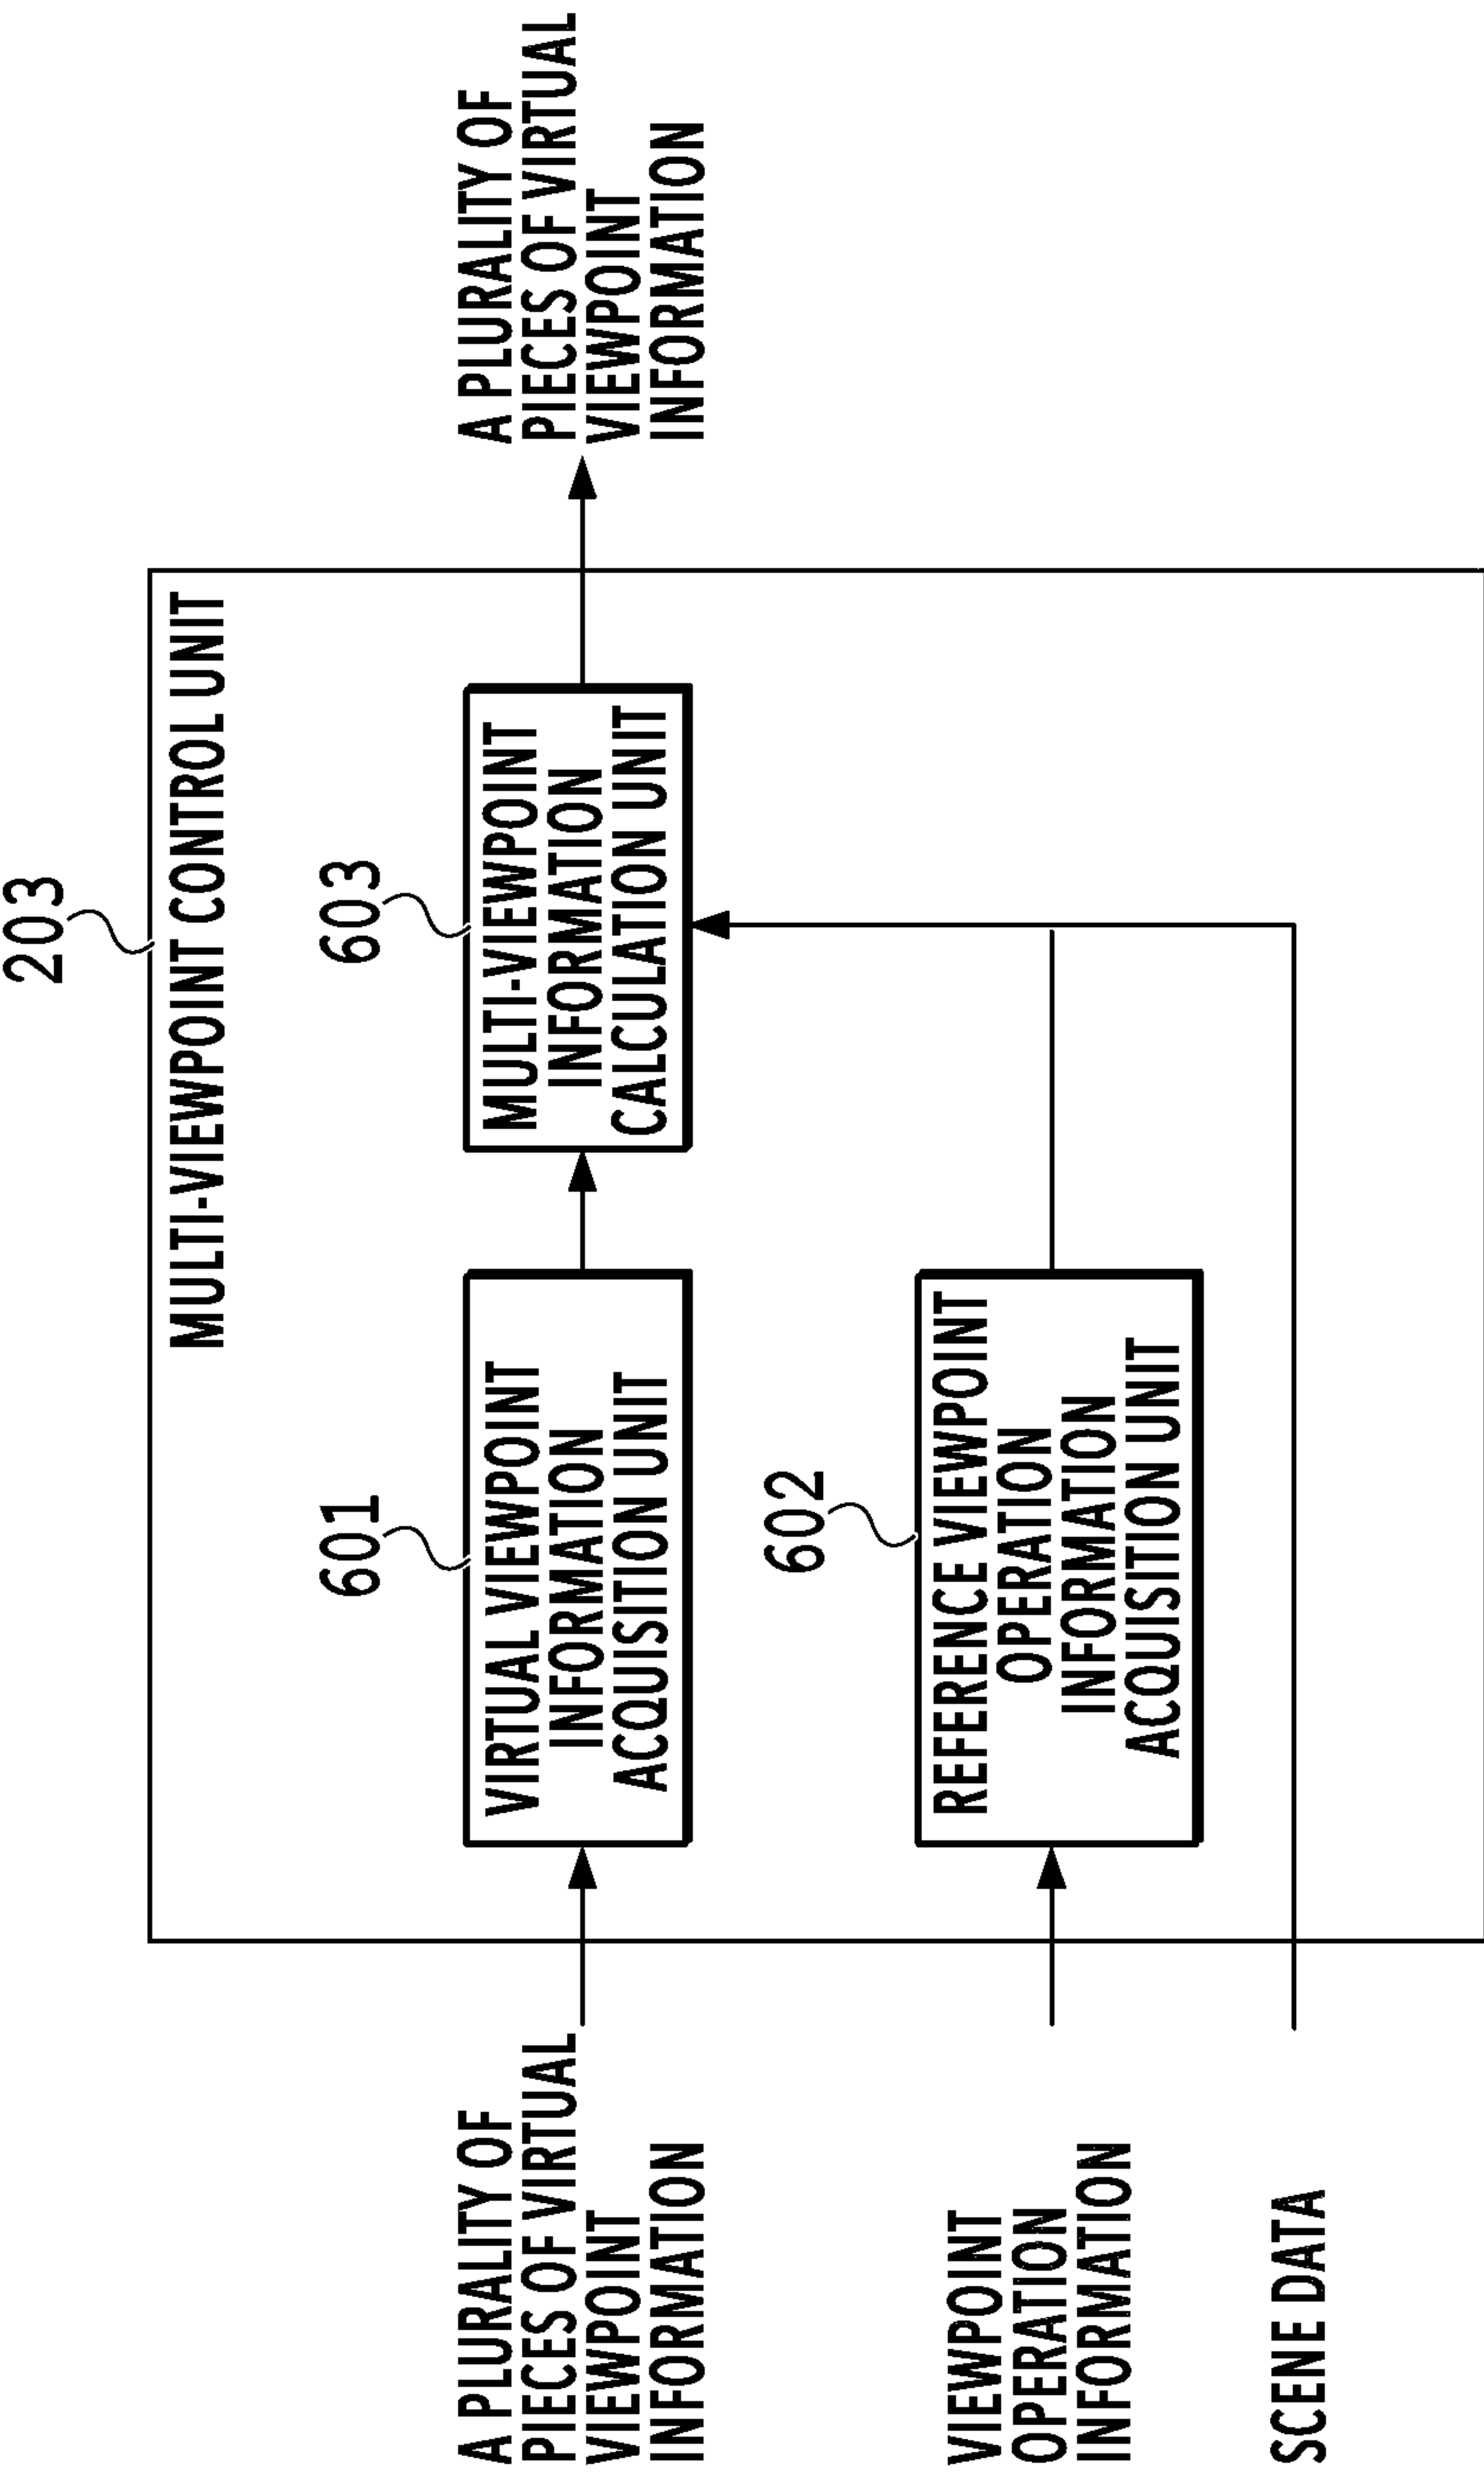 203
MULTI-VIEWPOINT CONTROL UNIT
A PLURALITY OF
PIECES OF VIRTUAL
VIEWPOINT
INFORMATION
601
VIRTUAL VIEWPOINT
INFORMATION
ACQUISITION UNIT
603
MULTI-VIEWPOINT
INFORMATION
CALCULATION UNIT
A PLURALITY OF
PIECES OF VIRTUAL
VIEWPOINT
INFORMATION
VIEWPOINT
OPERATION
INFORMATION
602
REFERENCE VIEWPOINT
OPERATION
INFORMATION
ACQUISITION UNIT
SCENE DATA